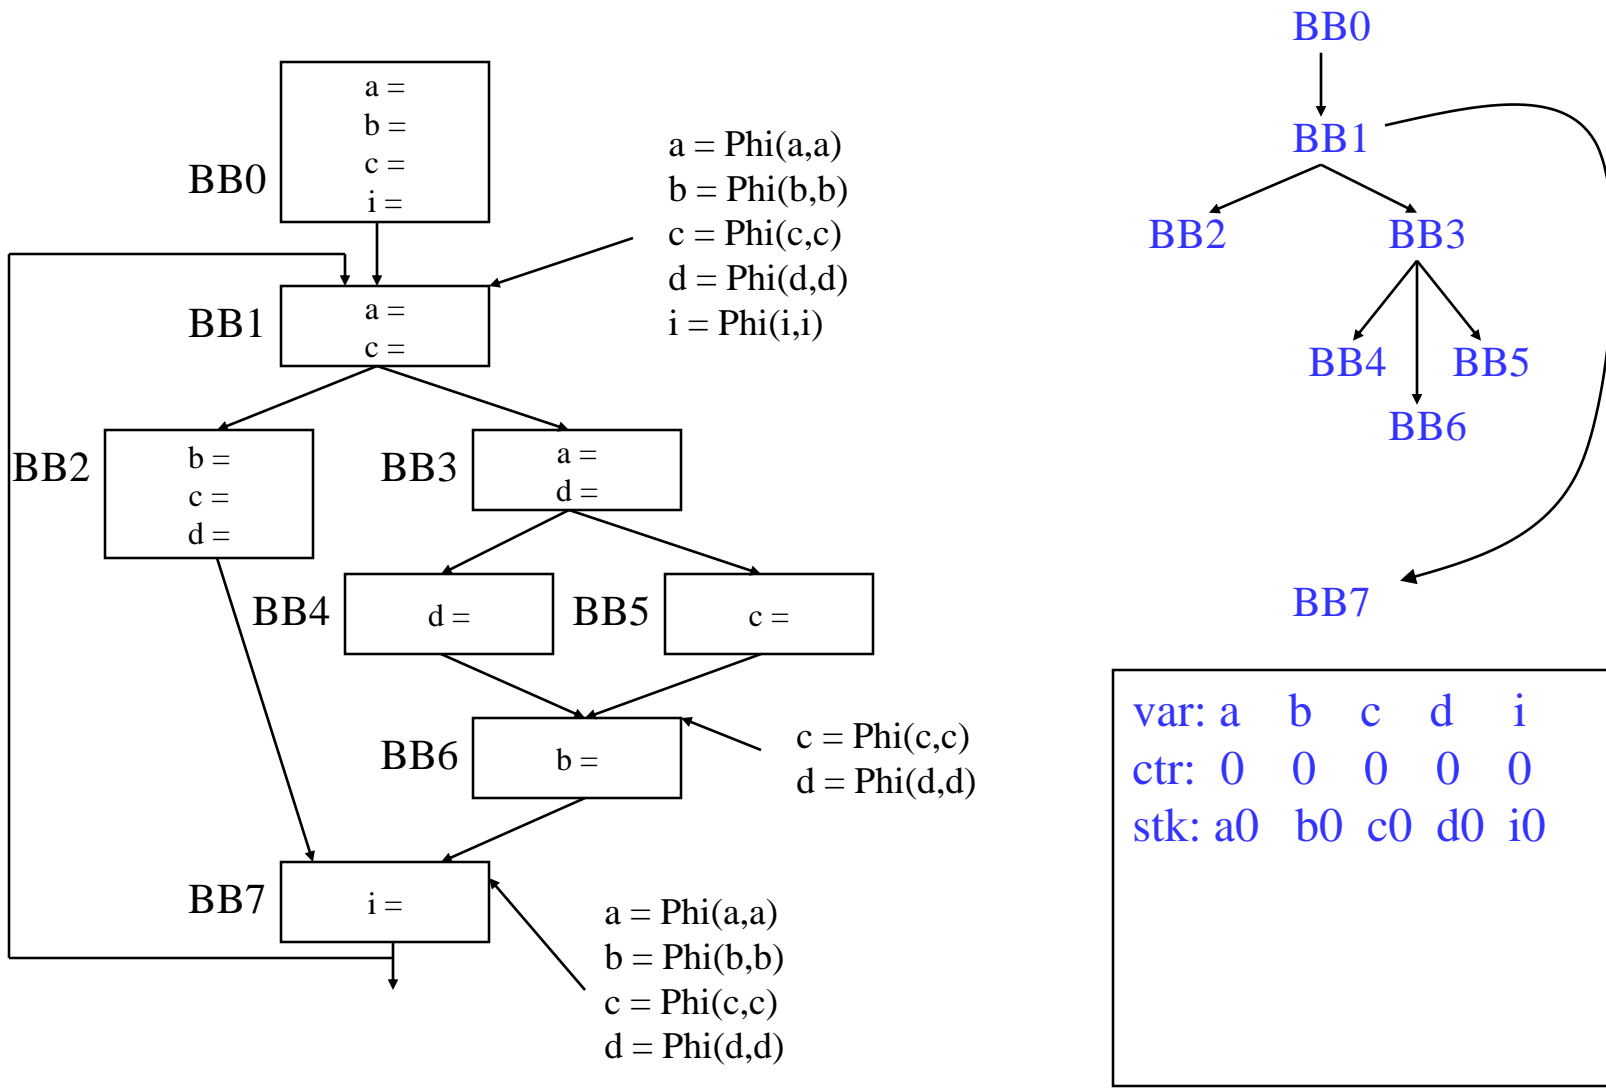 BB0
a =
b =
c =
i =
a = Phi(a,a)
b = Phi(b,b)
c = Phi(c,c)
d = Phi(d,d)
i = Phi(i,i)
BB1
a =
c =
BB2
b =
c =
d =
BB3
a =
d =
BB4
d =
BB5
c =
BB6
b =
c = Phi(c,c)
d = Phi(d,d)
BB7
i =
a = Phi(a,a)
b = Phi(b,b)
c = Phi(c,c)
d = Phi(d,d)
BB0
BB1
BB2 BB3
BB4 BB5
BB6
BB7
var: a b c d i
ctr: 0 0 0 0 0
stk: a0 b0 c0 d0 i0